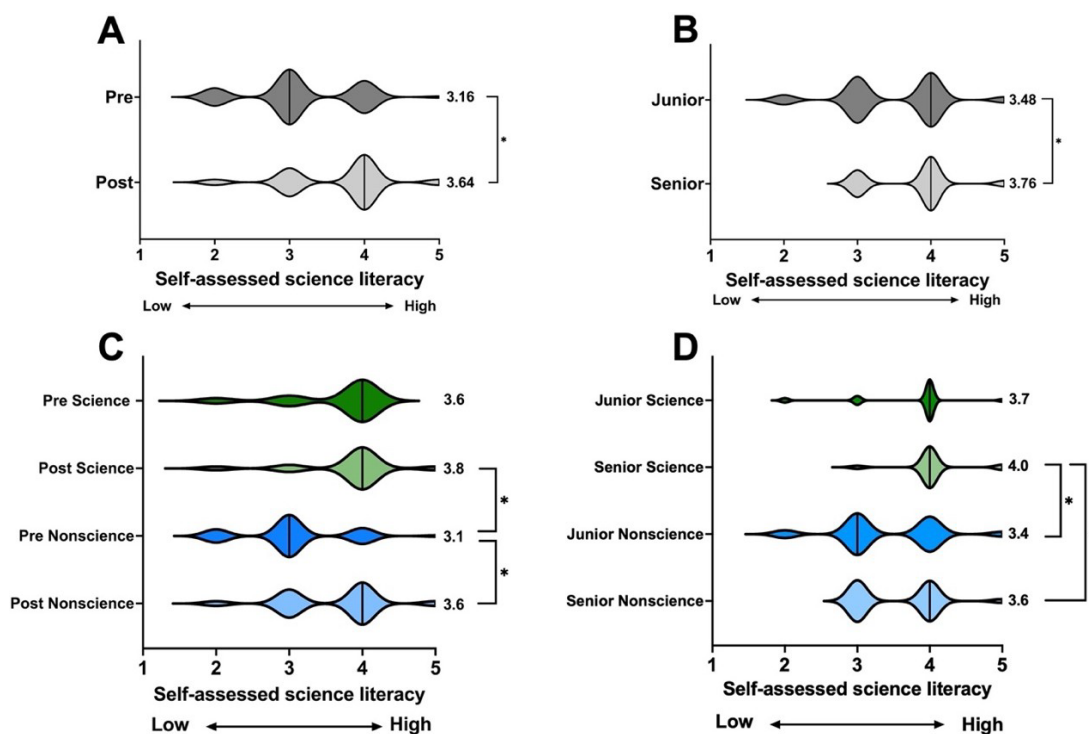 A
Pre
3.16
*
Post
3.64
1 2 3 4 5
Self-assessed science literacy
Low High
B
Junior
3.48
*
Senior
3.76
1 2 3 4 5
Self-assessed science literacy
Low High
C
Pre Science
3.6
Post Science
3.8
*
Pre Nonscience
3.1
*
Post Nonscience
3.6
1 2 3 4 5
Self-assessed science literacy
Low High
D
Junior Science
3.7
Senior Science
4.0
*
Junior Nonscience
3.4
*
Senior Nonscience
3.6
1 2 3 4 5
Self-assessed science literacy
Low High